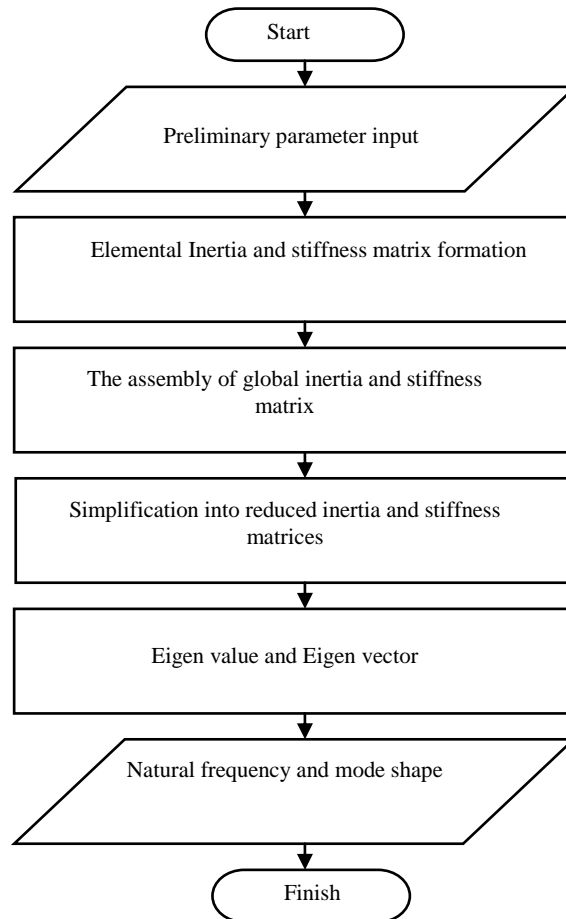 Start
Preliminary parameter input
Elemental Inertia and stiffness matrix formation
The assembly of global inertia and stiffness
matrix
Simplification into reduced inertia and stiffness
matrices
Eigen value and Eigen vector
Natural frequency and mode shape
Finish